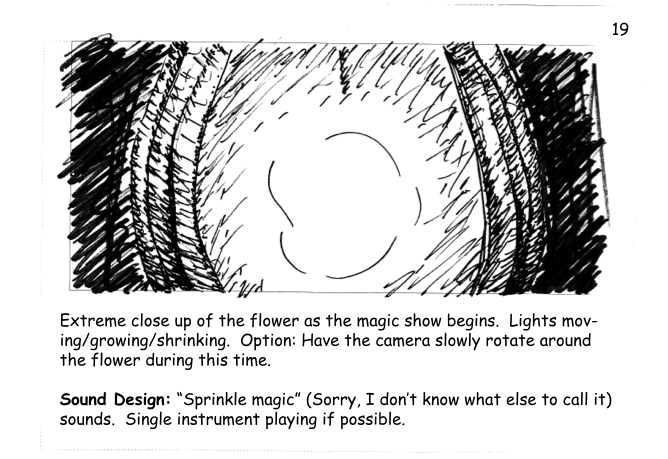 19
Extreme close up of the flower as the magic show begins.  Lights mov-
ing/growing/shrinking.  Option: Have the camera slowly rotate around
the flower during this time.
Sound Design: “Sprinkle magic” (Sorry, I don’t know what else to call it)
sounds.  Single instrument playing if possible.